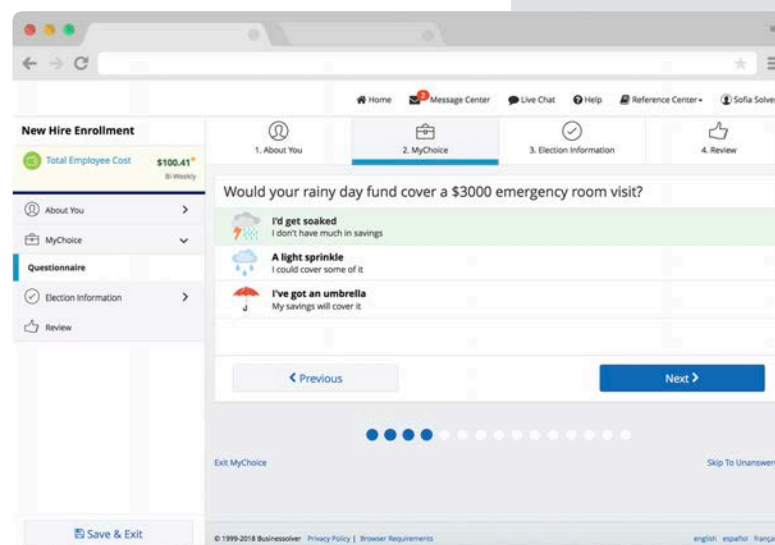 Home 2 Message Center Live Chat Help Reference Center Sofia Solve
New Hire Enrollment
Total Employee Cost $100.41*
Bi-Weekly
About You
MyChoice
Questionnaire
Election Information
Review
Save & Exit
1. About You 2. MyChoice 3. Election Information 4. Review
Would your rainy day fund cover a $3000 emergency room visit?
I'd get soaked
I don't have much in savings
A light sprinkle
I could cover some of it
I've got an umbrella
My savings will cover it
Previous Next
Exit MyChoice Skip To Unanswer
© 1999-2018 Businessolver Privacy Policy | Browser Requirements english español frança